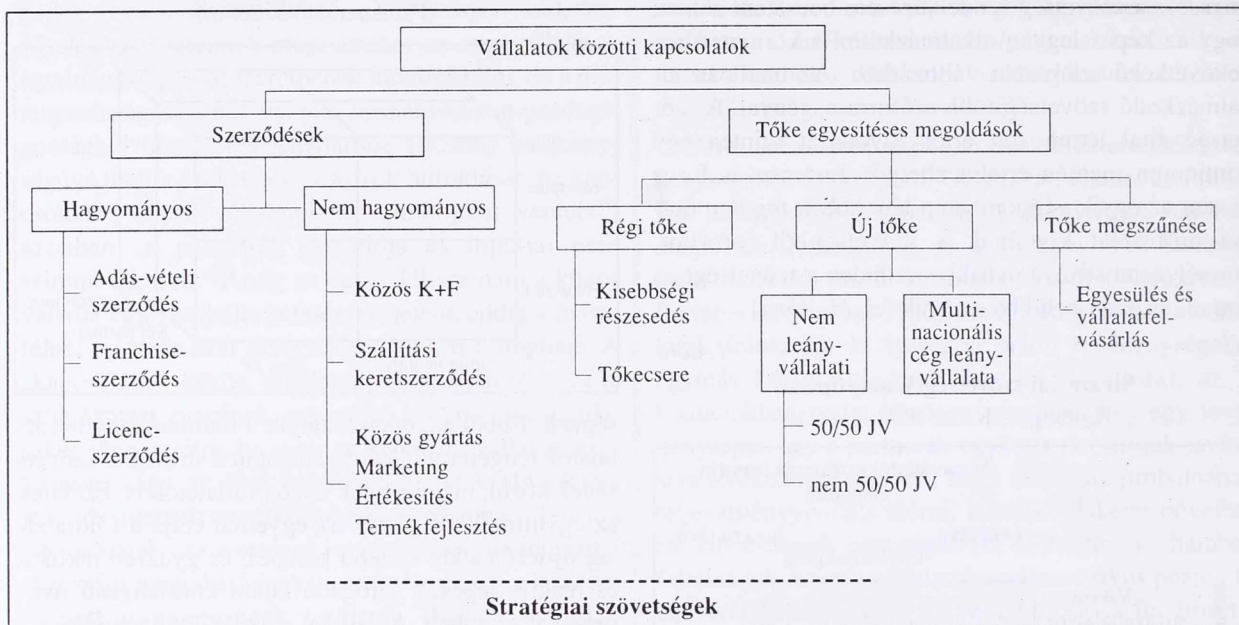 Vállalatok közötti kapcsolatok
Szerződések
Tőke egyesítéses megoldások
Hagyományos
Nem hagyományos
Régi tőke
Új tőke
Tőke megszűnése
Adás-vételi
szerződés
Franchise-
szerződés
Licenc-
szerződés
Közös K+F
Szállítási
keretszerződés
Közös gyártás
Marketing
Értékesítés
Termékfejlesztés
Kisebbségi
részesedés
Tőkecsere
Nem
leány-
vállalati
50/50 JV
nem 50/50 JV
Multi-
nacionális
cég leány-
vállalata
Egyesülés és
vállalatfel-
vásárlás
Stratégiai szövetségek